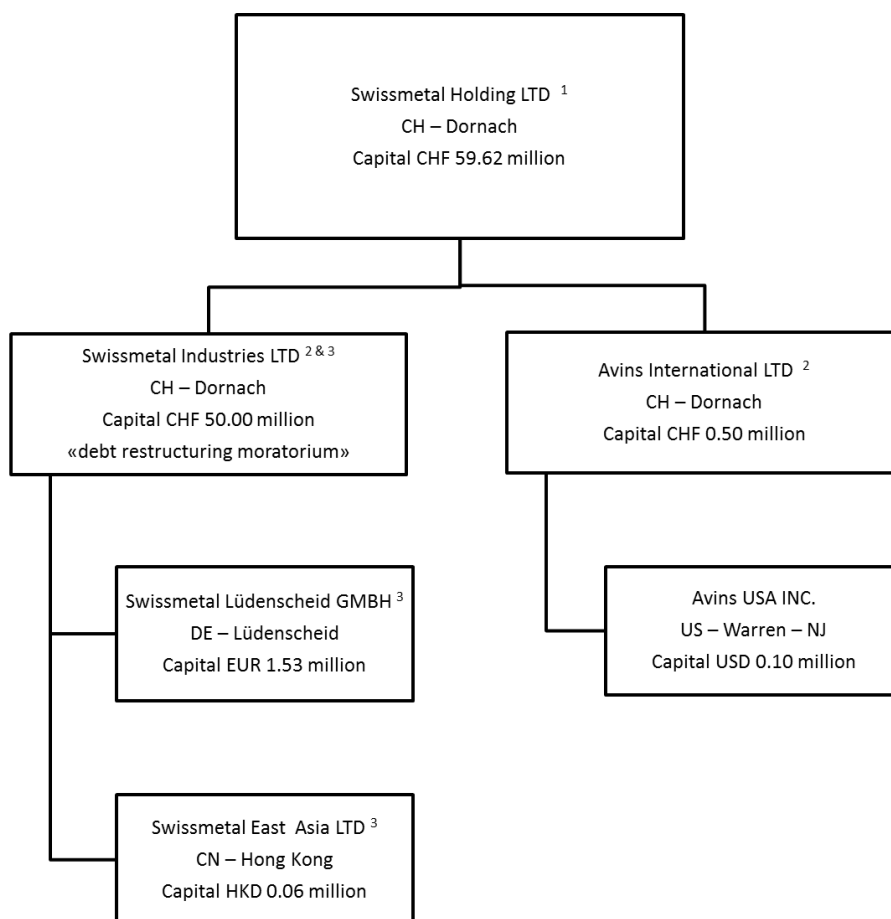 Swissmetal Holding LTD 1
CH – Dornach
Capital CHF 59.62 million
Swissmetal Industries LTD 2 & 3
CH – Dornach
Capital CHF 50.00 million
«debt restructuring moratorium»
Avins International LTD 2
CH – Dornach
Capital CHF 0.50 million
Swissmetal Lüdenscheid GMBH 3
DE – Lüdenscheid
Capital EUR 1.53 million
Avins USA INC.
US – Warren – NJ
Capital USD 0.10 million
Swissmetal East Asia LTD 3
CN – Hong Kong
Capital HKD 0.06 million